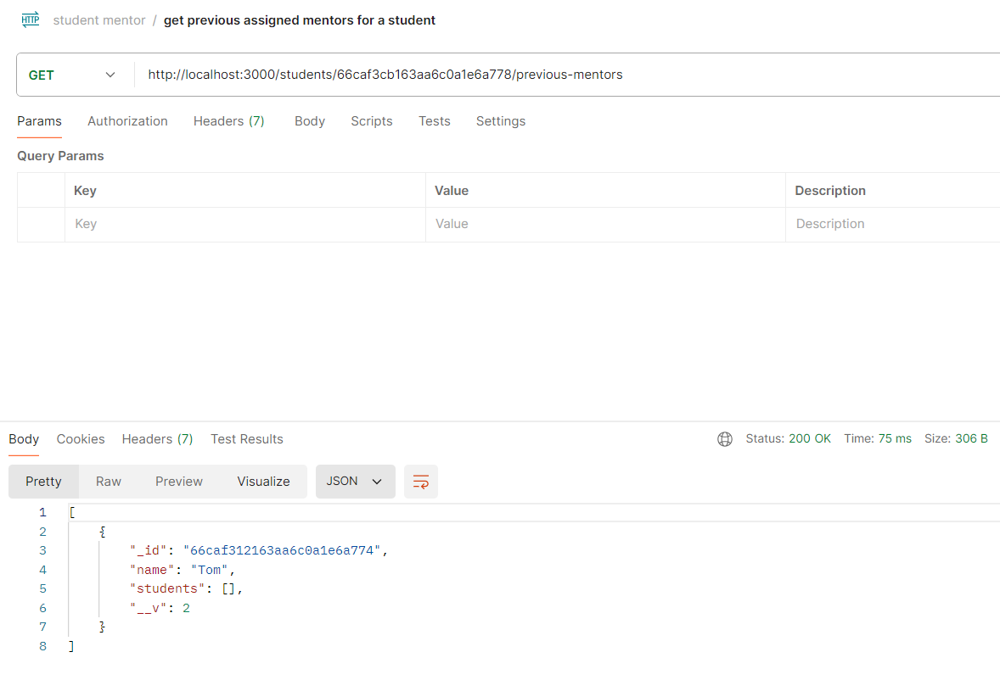 HTTP student mentor / get previous assigned mentors for a student
GET http://localhost:3000/students/66caf3cb163aa6c0a1e6a778/previous-mentors
Params Authorization Headers (7) Body Scripts Tests Settings
Query Params
Key Value Description
Key Value Description
Body Cookies Headers (7) Test Results Status: 200 OK Time: 75 ms Size: 306 B
Pretty Raw Preview Visualize JSON
1 [
2 {
3 "_id": "66caf312163aa6c0a1e6a774",
4 "name": "Tom",
5 "students": [],
6 "__v": 2
7 }
8 ]